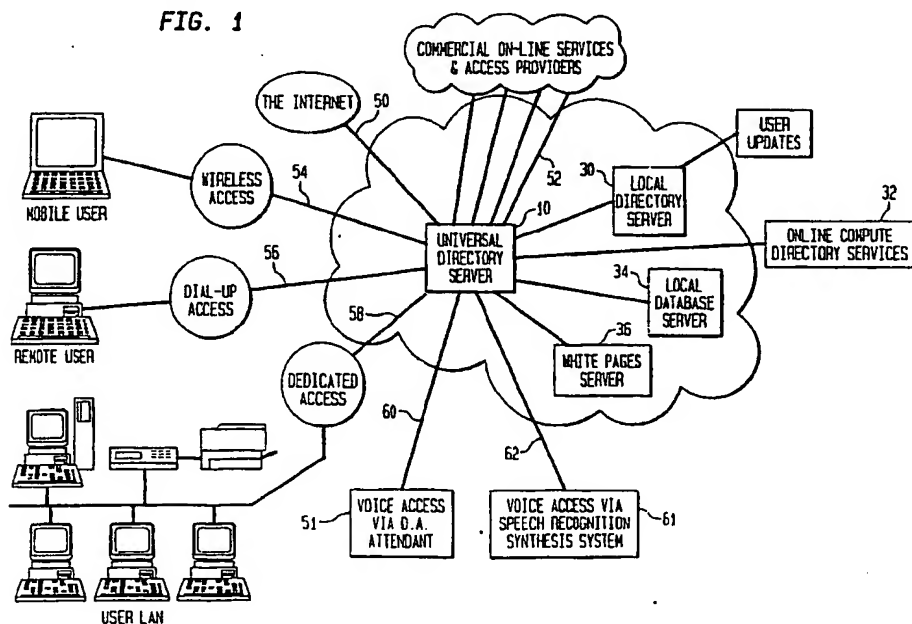 FIG. 1
COMMERCIAL ON-LINE SERVICES
& ACCESS PROVIDERS
THE INTERNET
50
52
USER
UPDATES
30
LOCAL
DIRECTORY
SERVER
MOBILE USER
WIRELESS
ACCESS
54
10
UNIVERSAL
DIRECTORY
SERVER
32
ONLINE COMPUTE
DIRECTORY SERVICES
34
LOCAL
DATABASE
SERVER
REMOTE USER
DIAL-UP
ACCESS
56
58
36
WHITE PAGES
SERVER
DEDICATED
ACCESS
60
62
51
VOICE ACCESS
VIA D.A.
ATTENDANT
VOICE ACCESS VIA
SPEECH RECOGNITION
SYNTHESIS SYSTEM
61
USER LAN